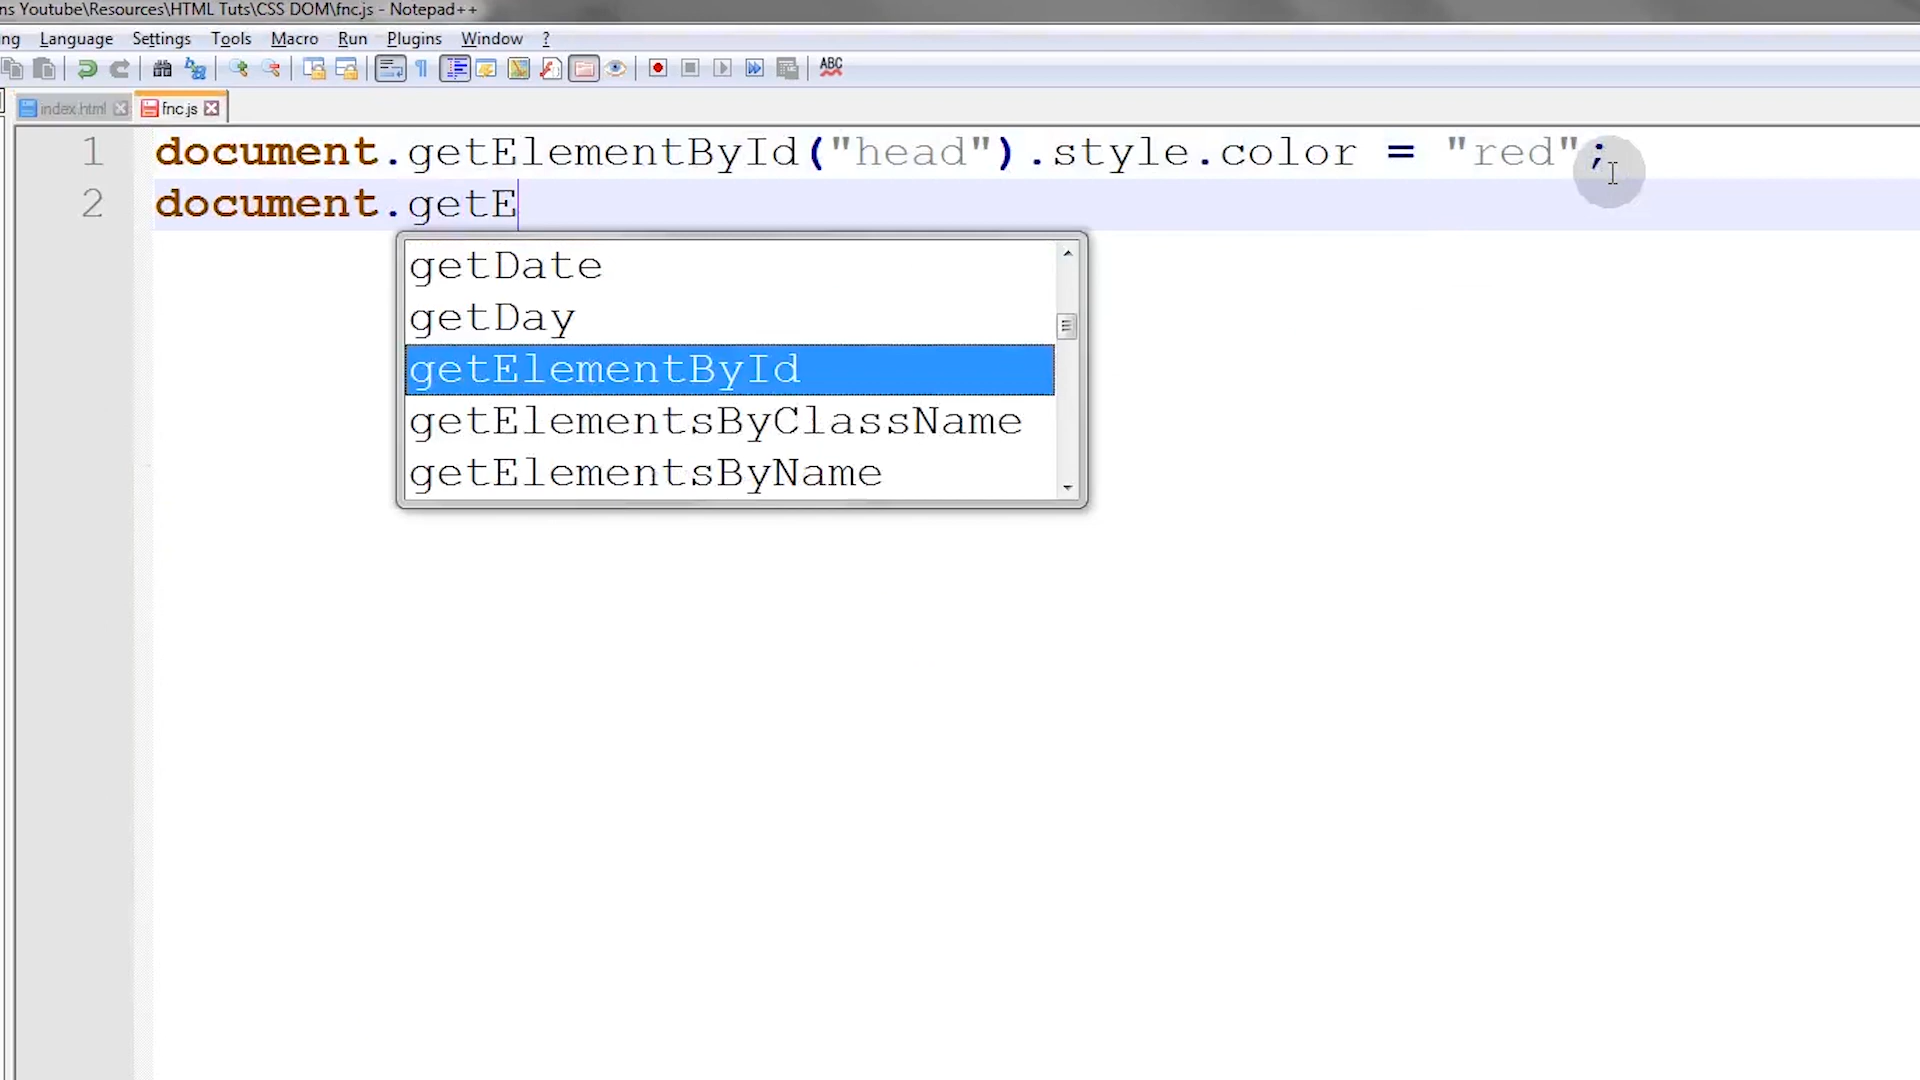 ns Youtube\Resources\HTML Tuts\CSS DOM\fnc.js - Notepad++
ng Language Settings Tools Macro Run Plugins Window ?
ABC
index.html fnc.js
1 document.getElementById("head").style.color = "red";
2 document.getE
getDate
getDay
getElementById
getElementsByClassName
getElementsByName